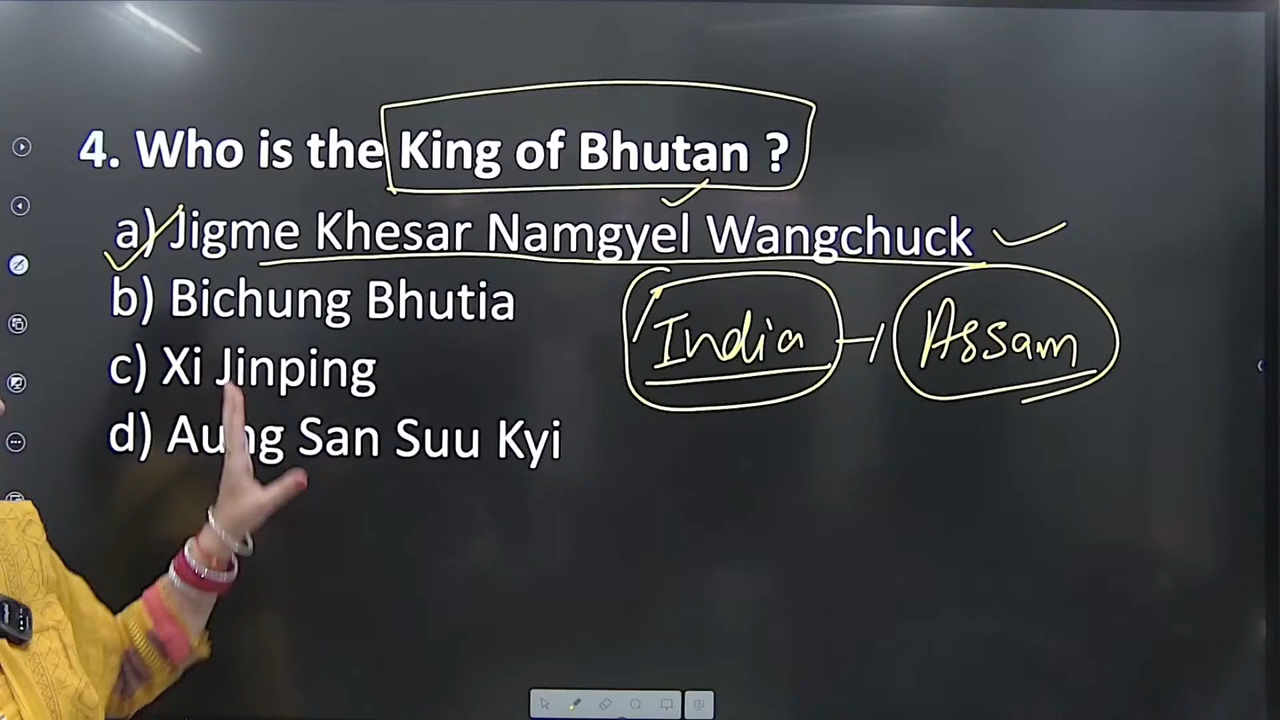 4. Who is the King of Bhutan ?
a) Jigme Khesar Namgyel Wangchuck
b) Bichung Bhutia
India - Assam
c) Xi Jinping
d) Aung San Suu Kyi